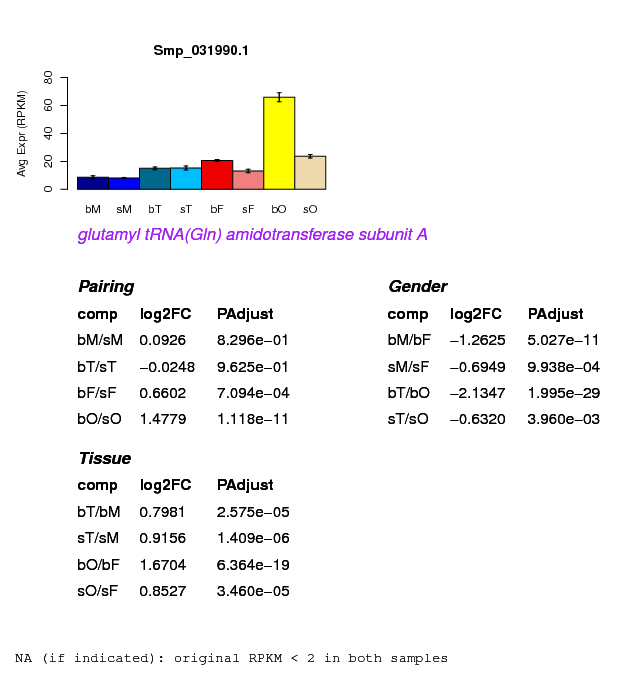 Smp_031990.1
Avg Expr (RPKM)
80
60
40
20
0
bM sM bT sT bF sF bO sO
glutamyl tRNA(Gln) amidotransferase subunit A
Pairing
comp log2FC PAdjust
bM/sM 0.0926 8.296e−01
bT/sT −0.0248 9.625e−01
bF/sF 0.6602 7.094e−04
bO/sO 1.4779 1.118e−11
Gender
comp log2FC PAdjust
bM/bF −1.2625 5.027e−11
sM/sF −0.6949 9.938e−04
bT/bO −2.1347 1.995e−29
sT/sO −0.6320 3.960e−03
Tissue
comp log2FC PAdjust
bT/bM 0.7981 2.575e−05
sT/sM 0.9156 1.409e−06
bO/bF 1.6704 6.364e−19
sO/sF 0.8527 3.460e−05
NA (if indicated): original RPKM < 2 in both samples